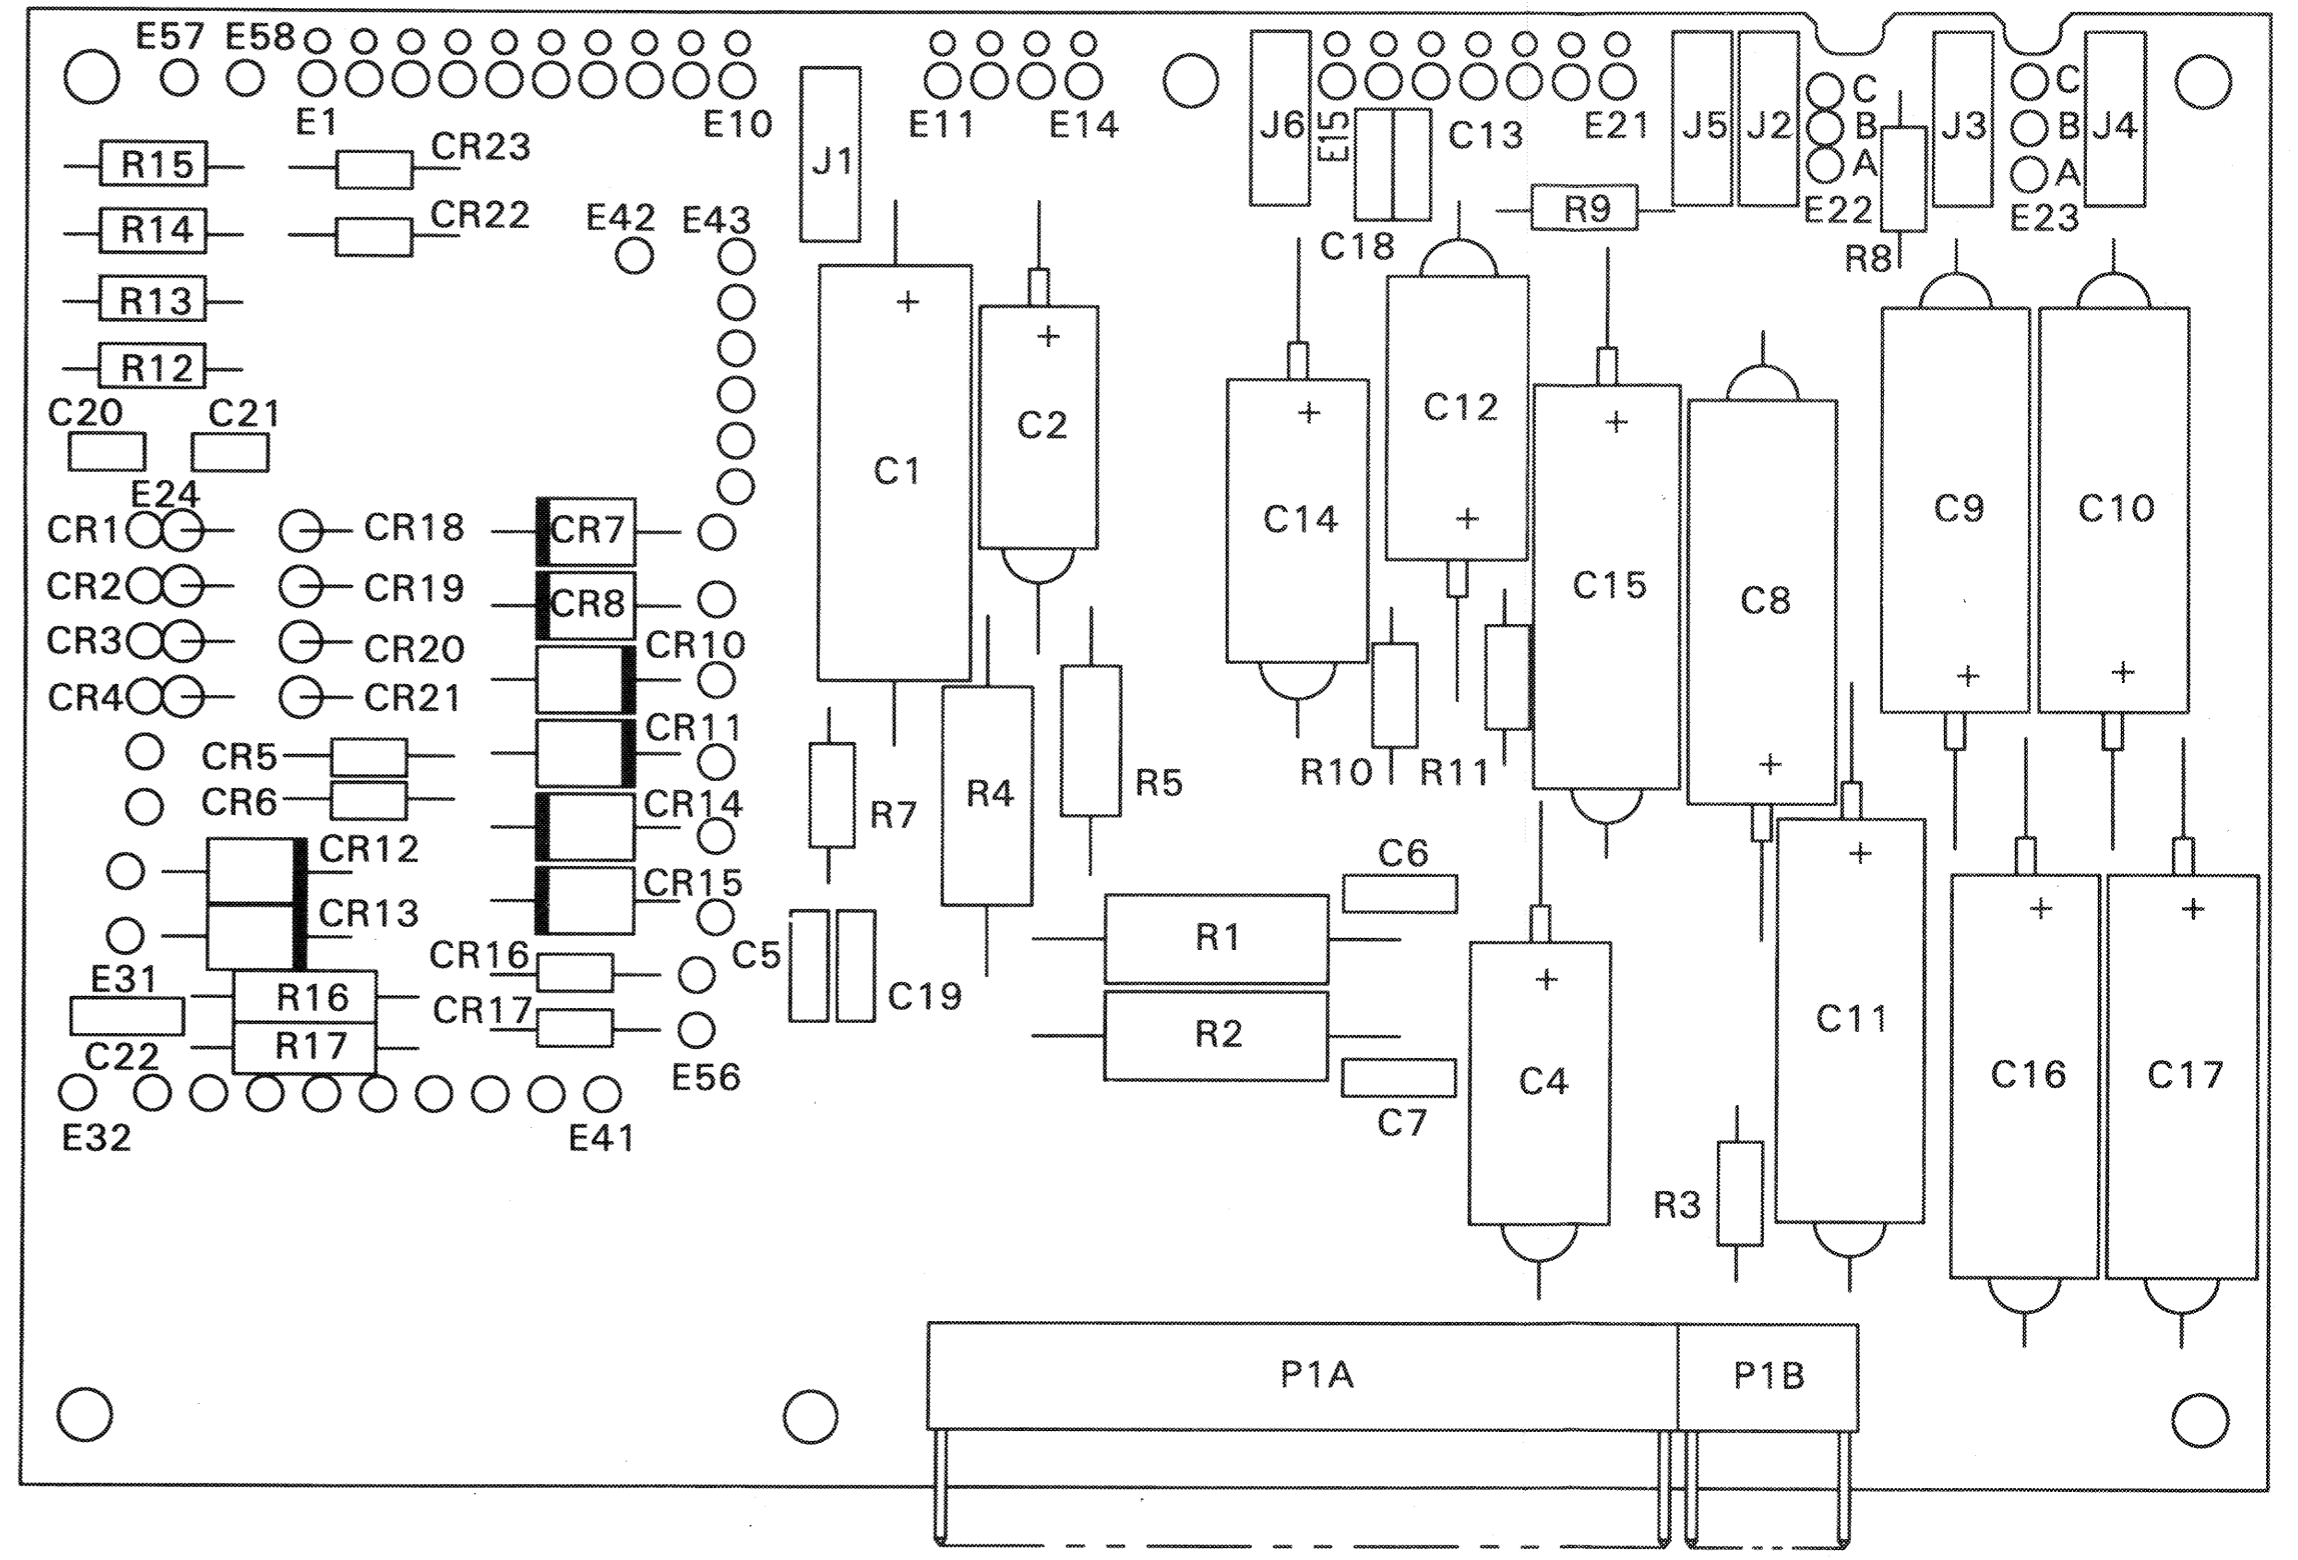 E57 E58
E1 E10 E11 E14
J1 J6 E15 C13 E21 J5 J2
C
B
A
E22
J3
C
B
A
E23
J4
R15 CR23
R14 CR22
E42 E43
R13
R12
C20 C21
C18 R9 R8
+ + + + + + + + + + + + +
C1 C2 C14 C12 C15 C8 C9 C10
E24
CR1 CR18 CR7
CR2 CR19 CR8
CR3 CR20 CR10
CR4 CR21 CR11
CR5
CR6 CR14
CR12 CR15
CR13
CR16
E31 R16 CR17
C22 R17
E56
E32 E41
R7 R4 R5 R10 R11
C5 C19
R1 C6
R2 C7
C4 C11 C16 C17
R3
P1A P1B